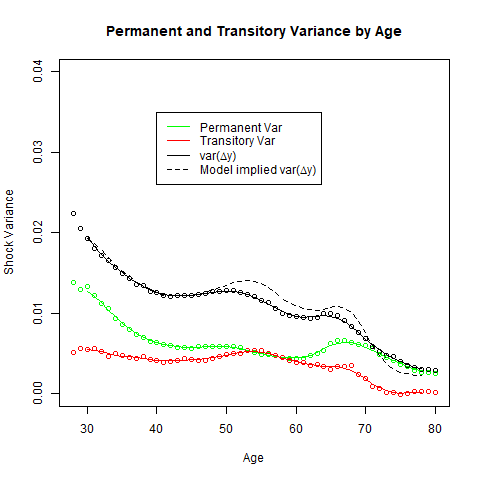 Permanent and Transitory Variance by Age
0.04
0.03
0.02
0.01
0.00
Shock Variance
Permanent Var
Transitory Var
var(Δy)
Model implied var(Δy)
30 40 50 60 70 80
Age